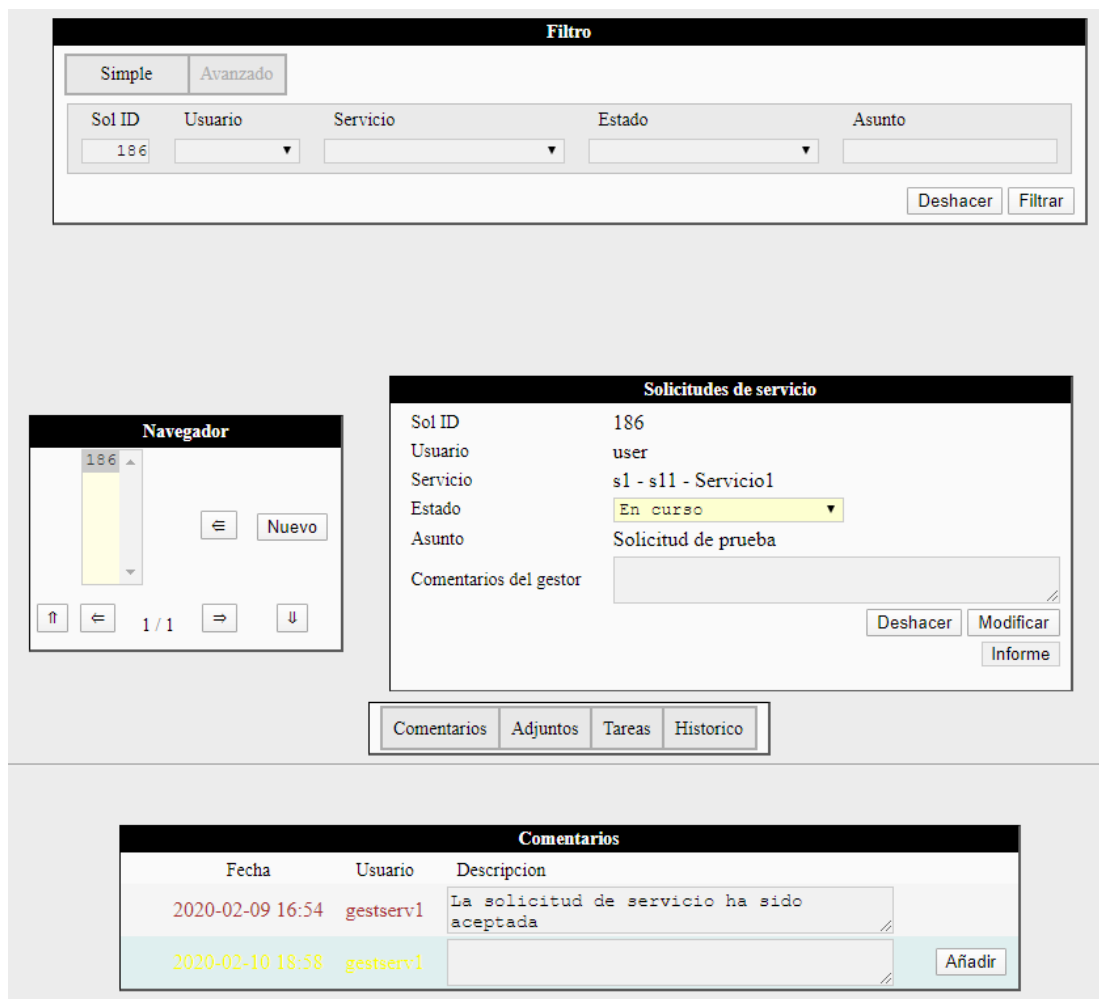 Filtro
Simple Avanzado
Sol ID Usuario Servicio Estado Asunto
186
Deshacer Filtrar
Navegador
186
Nuevo
1 / 1
Solicitudes de servicio
Sol ID 186
Usuario user
Servicio s1 - s11 - Servicio1
Estado En curso
Asunto Solicitud de prueba
Comentarios del gestor
Deshacer Modificar
Informe
Comentarios Adjuntos Tareas Historico
Comentarios
Fecha Usuario Descripcion
2020-02-09 16:54 gestserv1 La solicitud de servicio ha sido
aceptada
2020-02-10 18:58 gestserv1 Añadir